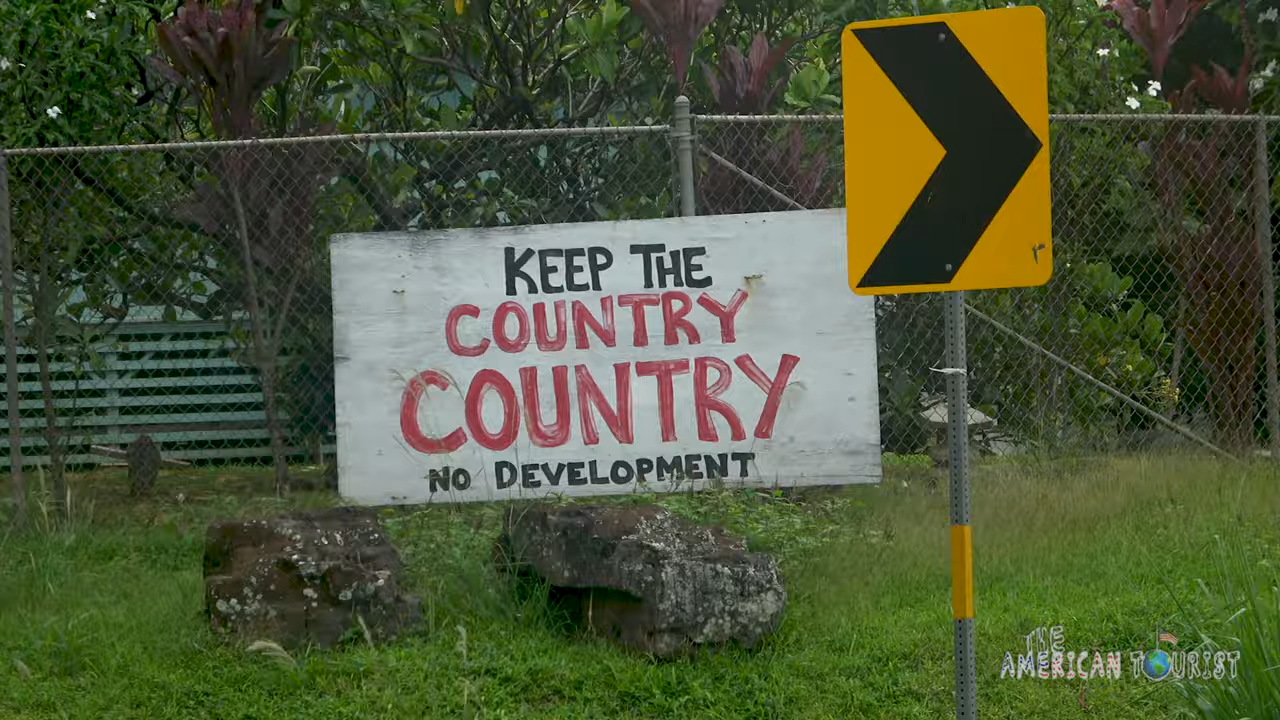 KEEP THE
COUNTRY
COUNTRY
NO DEVELOPMENT
THE
AMERICAN TOURIST